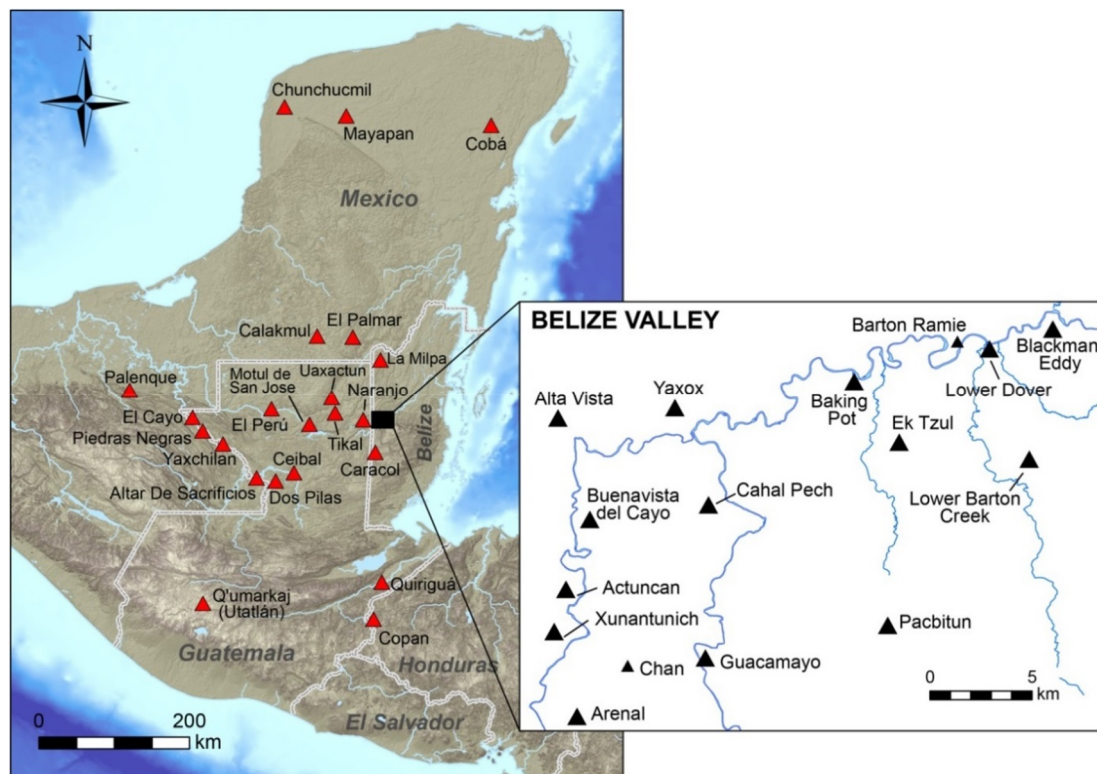 N
Chunchucmil
Mayapan
Cobá
Mexico
Calakmul
El Palmar
La Milpa
Uaxactun
Motul de
San Jose
Naranjo
Palenque
El Cayo
El Perú
Tikal
Belize
Piedras Negras
Yaxchilan
Ceibal
Caracol
Altar De Sacrificios
Dos Pilas
Quiriguá
Q'umarkaj
(Utatlán)
Copan
Guatemala
Honduras
El Salvador
0 200
km
BELIZE VALLEY
Barton Ramie
Blackman
Eddy
Lower Dover
Yaxox
Baking
Pot
Alta Vista
Ek Tzul
Lower Barton
Creek
Buenavista
del Cayo
Cahal Pech
Actuncan
Xunantunich
Pacbitun
Chan
Guacamayo
Arenal
0 5
km